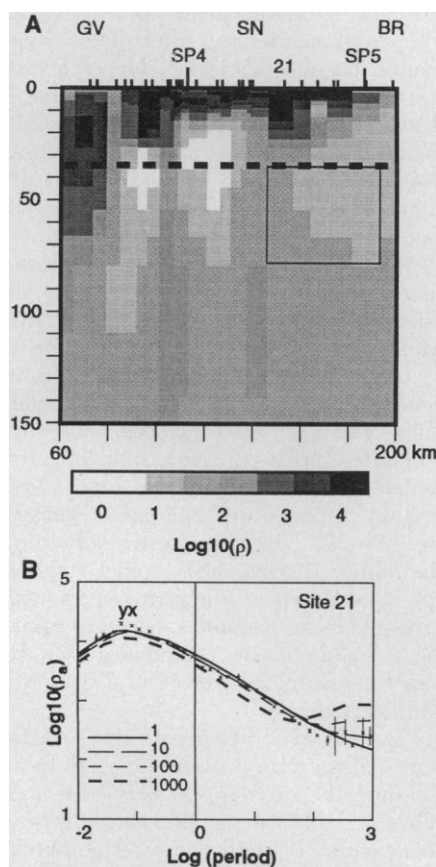 A
GV SN BR
SP4 21 SP5
0
50
100
150
60 200 km
0 1 2 3 4
Log10(ρ)
B
5
yx
Site 21
Log10(ρa)
1
10
100
1000
1
-2 0 3
Log (period)